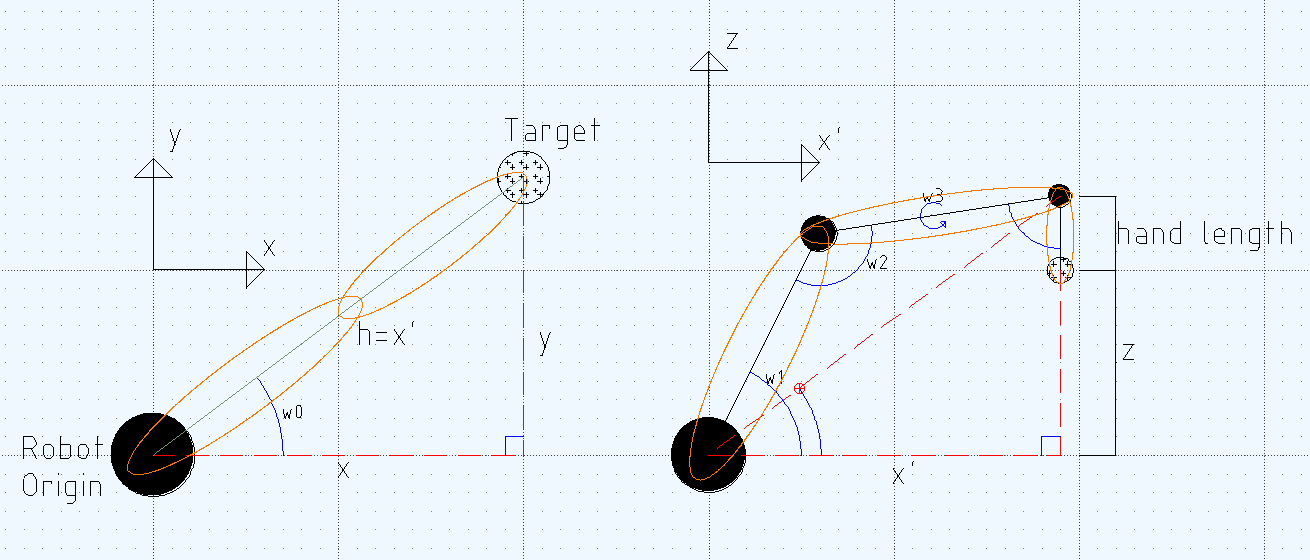 y
x
Target
h=x'
y
w0
Robot
Origin
x
z
x'
w3
hand length
w2
z
w1
x'